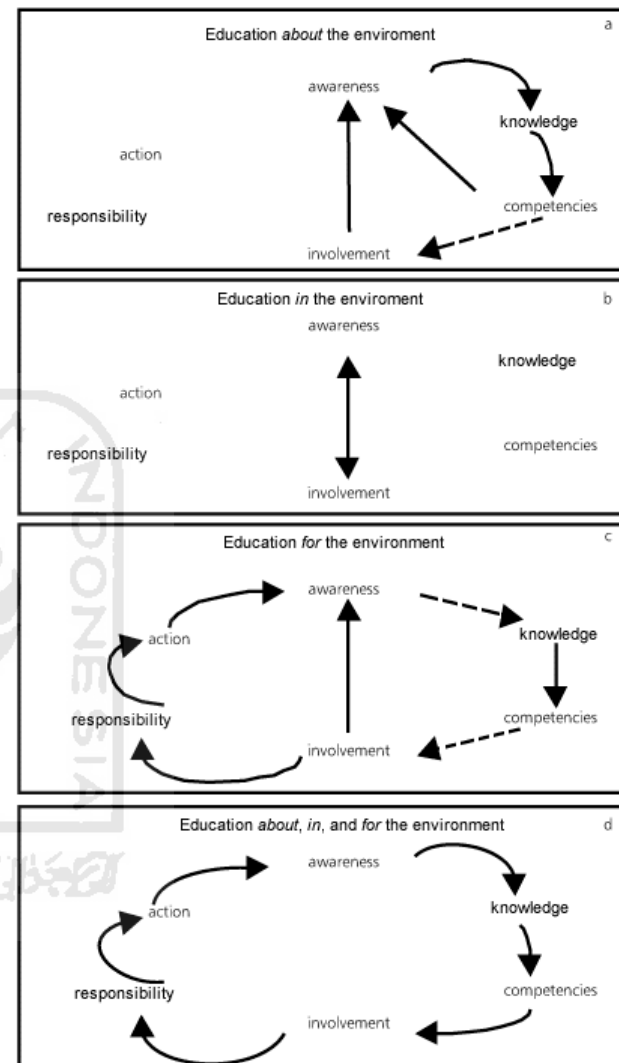 Education about the enviroment
a
awareness
knowledge
action
competencies
responsibility
involvement
Education in the enviroment
b
awareness
knowledge
action
competencies
responsibility
involvement
Education for the environment
c
awareness
knowledge
action
competencies
responsibility
involvement
Education about, in, and for the environment
d
awareness
knowledge
action
competencies
responsibility
involvement
INDONESIA